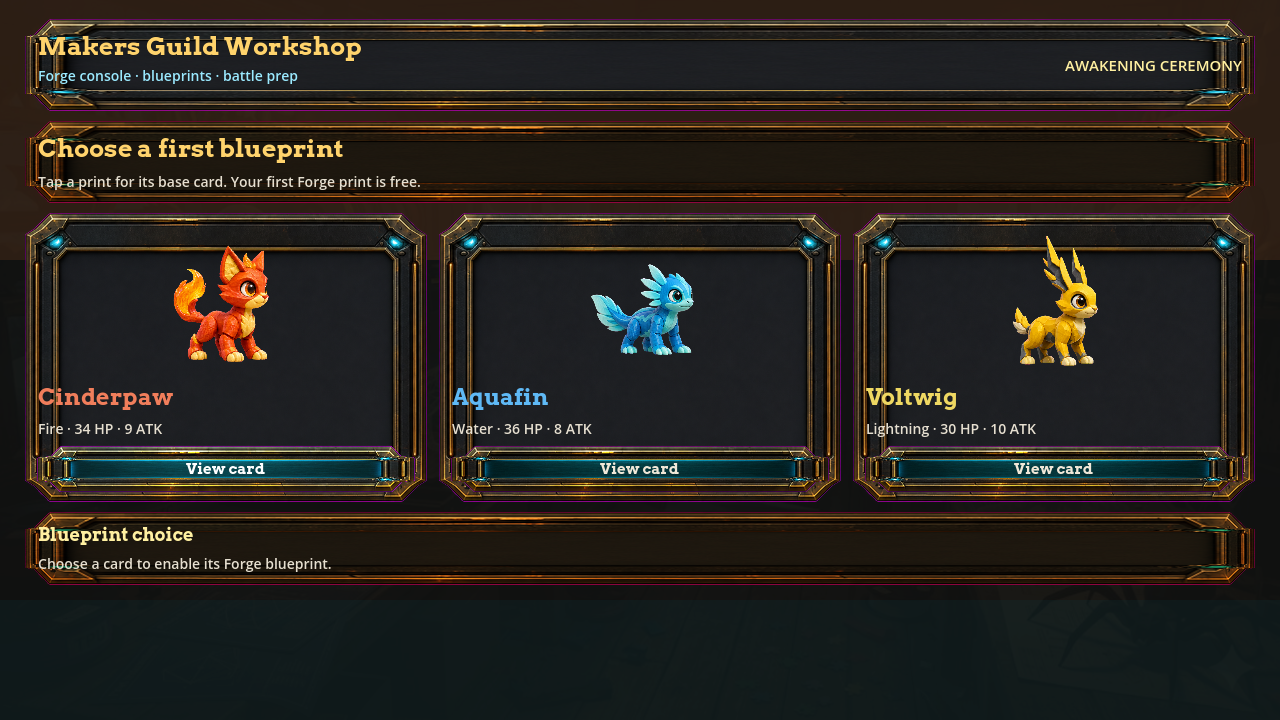 Makers Guild Workshop
Forge console · blueprints · battle prep
AWAKENING CEREMONY
Choose a first blueprint
Tap a print for its base card. Your first Forge print is free.
Cinderpaw
Fire · 34 HP · 9 ATK
View card
Aquafin
Water · 36 HP · 8 ATK
View card
Voltwig
Lightning · 30 HP · 10 ATK
View card
Blueprint choice
Choose a card to enable its Forge blueprint.